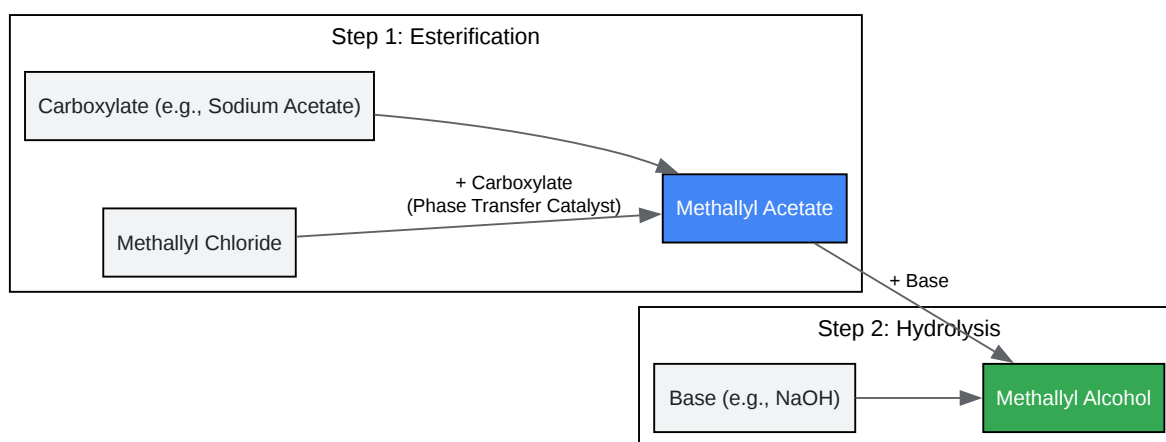 Step 1: Esterification
Carboxylate (e.g., Sodium Acetate)
+ Carboxylate
(Phase Transfer Catalyst)
Methallyl Acetate
Methallyl Chloride
+ Base
Step 2: Hydrolysis
Base (e.g., NaOH)
Methallyl Alcohol